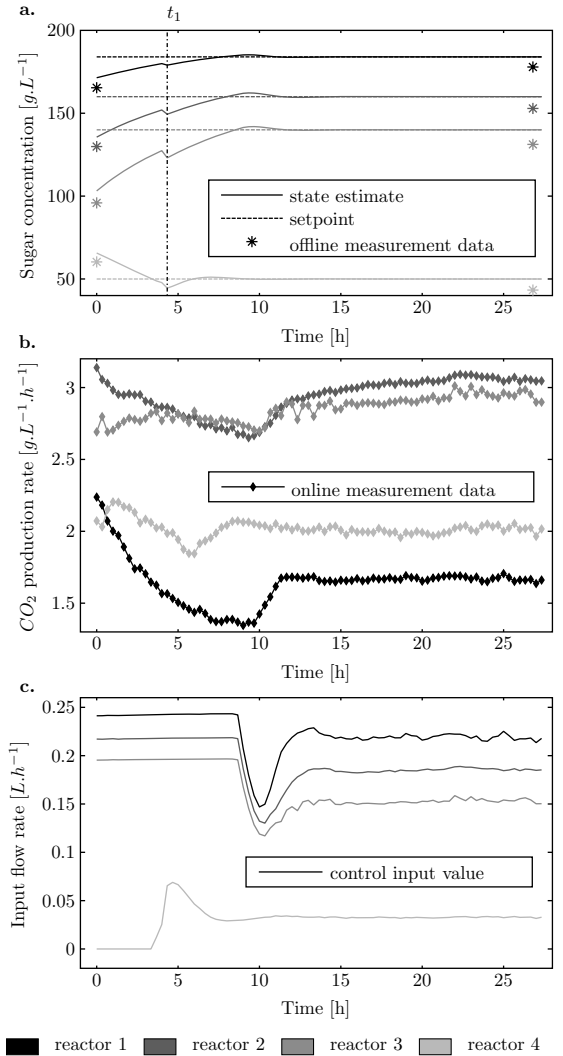 a.
t1
200
150
100
50
Sugar concentration [g.L−1]
state estimate
setpoint
offline measurement data
0 5 10 15 20 25
Time [h]
b.
3
2.5
2
1.5
CO2 production rate [g.L−1.h−1]
online measurement data
0 5 10 15 20 25
Time [h]
c.
0.25
0.2
0.15
0.1
0.05
0
Input flow rate [L.h−1]
control input value
0 5 10 15 20 25
Time [h]
reactor 1 reactor 2 reactor 3 reactor 4